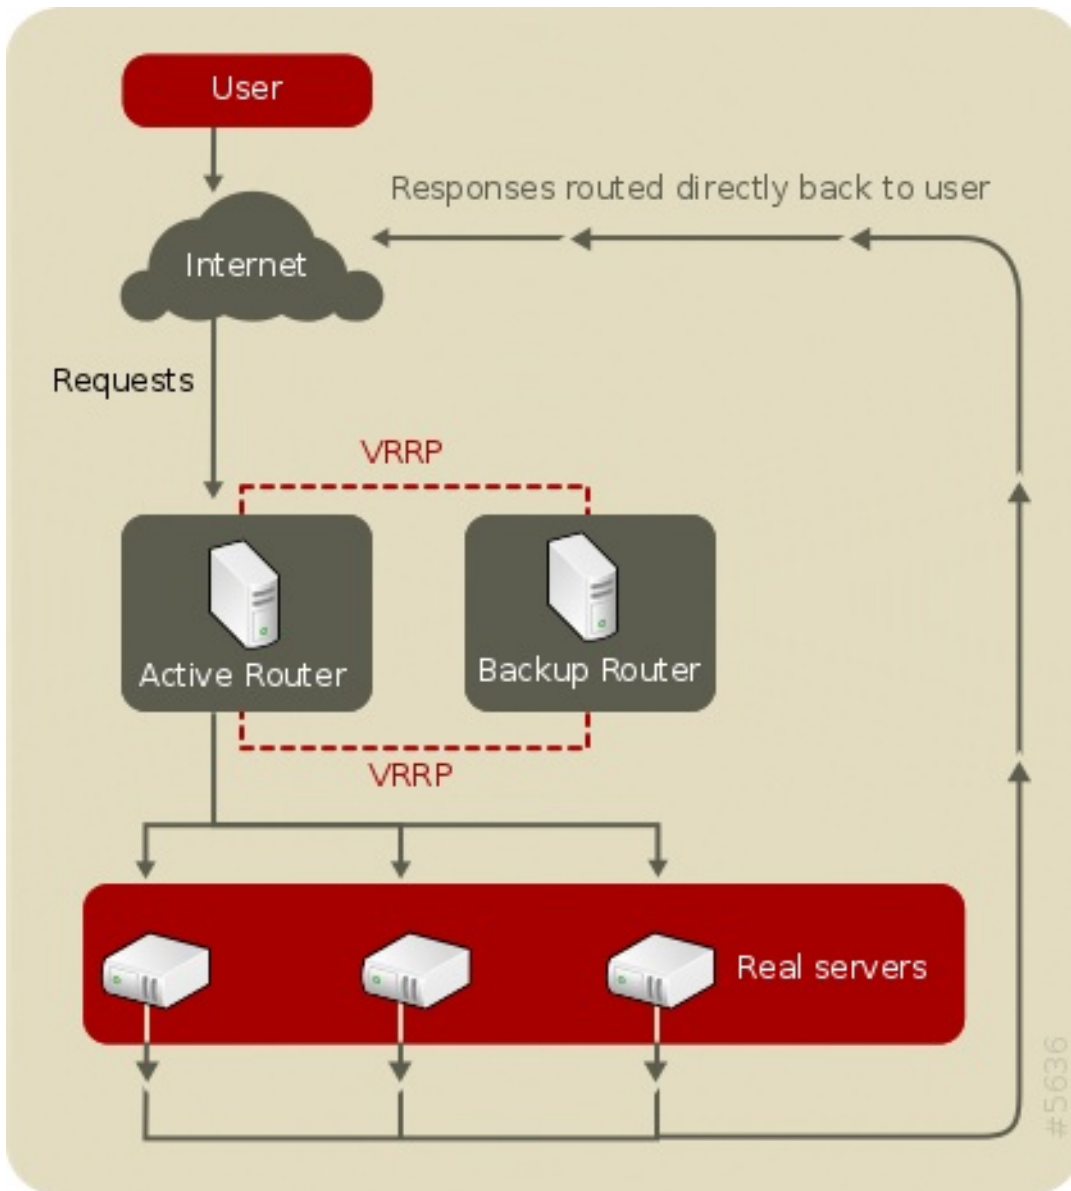 User
Responses routed directly back to user
Internet
Requests
VRRP
Active Router
Backup Router
VRRP
Real servers
#5636